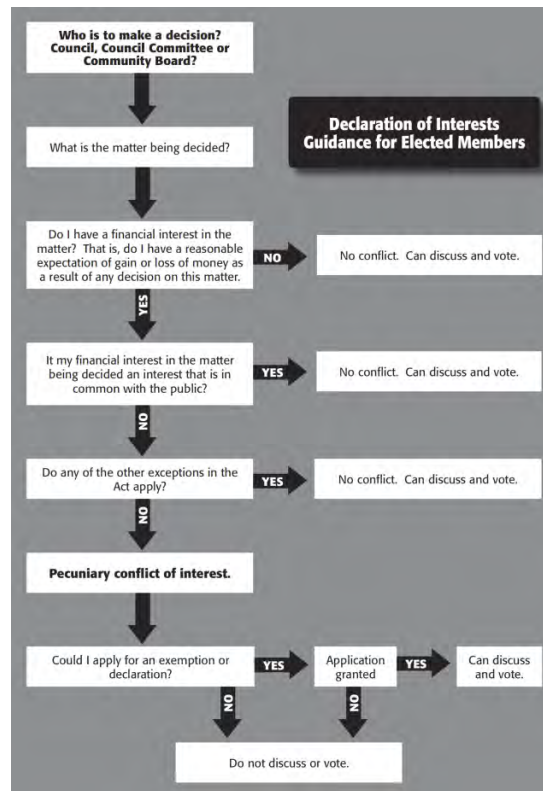 Who is to make a decision?
Council, Council Committee or
Community Board?
Declaration of Interests
Guidance for Elected Members
What is the matter being decided?
Do I have a financial interest in the
matter? That is, do I have a reasonable
expectation of gain or loss of money as
a result of any decision on this matter.
NO
No conflict. Can discuss and vote.
YES
It my financial interest in the matter
being decided an interest that is in
common with the public?
YES
No conflict. Can discuss and vote.
NO
Do any of the other exceptions in the
Act apply?
YES
No conflict. Can discuss and vote.
NO
Pecuniary conflict of interest.
Could I apply for an exemption or
declaration?
YES
Application
granted
YES
Can discuss
and vote.
NO
NO
Do not discuss or vote.